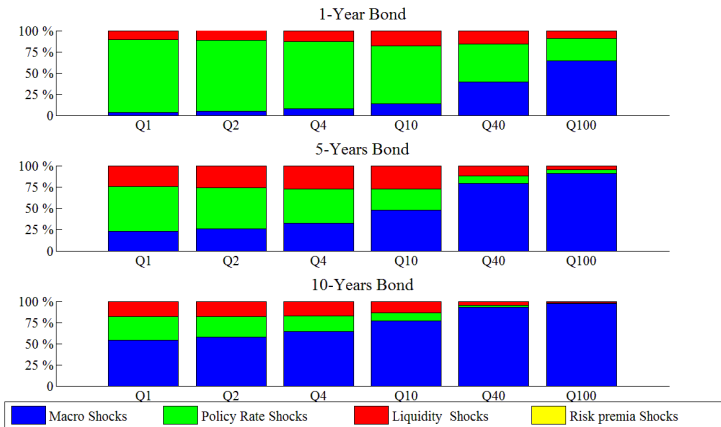 1-Year Bond
100 %
75 %
50 %
25 %
0
Q1 Q2 Q4 Q10 Q40 Q100
5-Years Bond
100 %
75 %
50 %
25 %
0
Q1 Q2 Q4 Q10 Q40 Q100
10-Years Bond
100 %
75 %
50 %
25 %
0
Q1 Q2 Q4 Q10 Q40 Q100
Macro Shocks Policy Rate Shocks Liquidity Shocks Risk premia Shocks